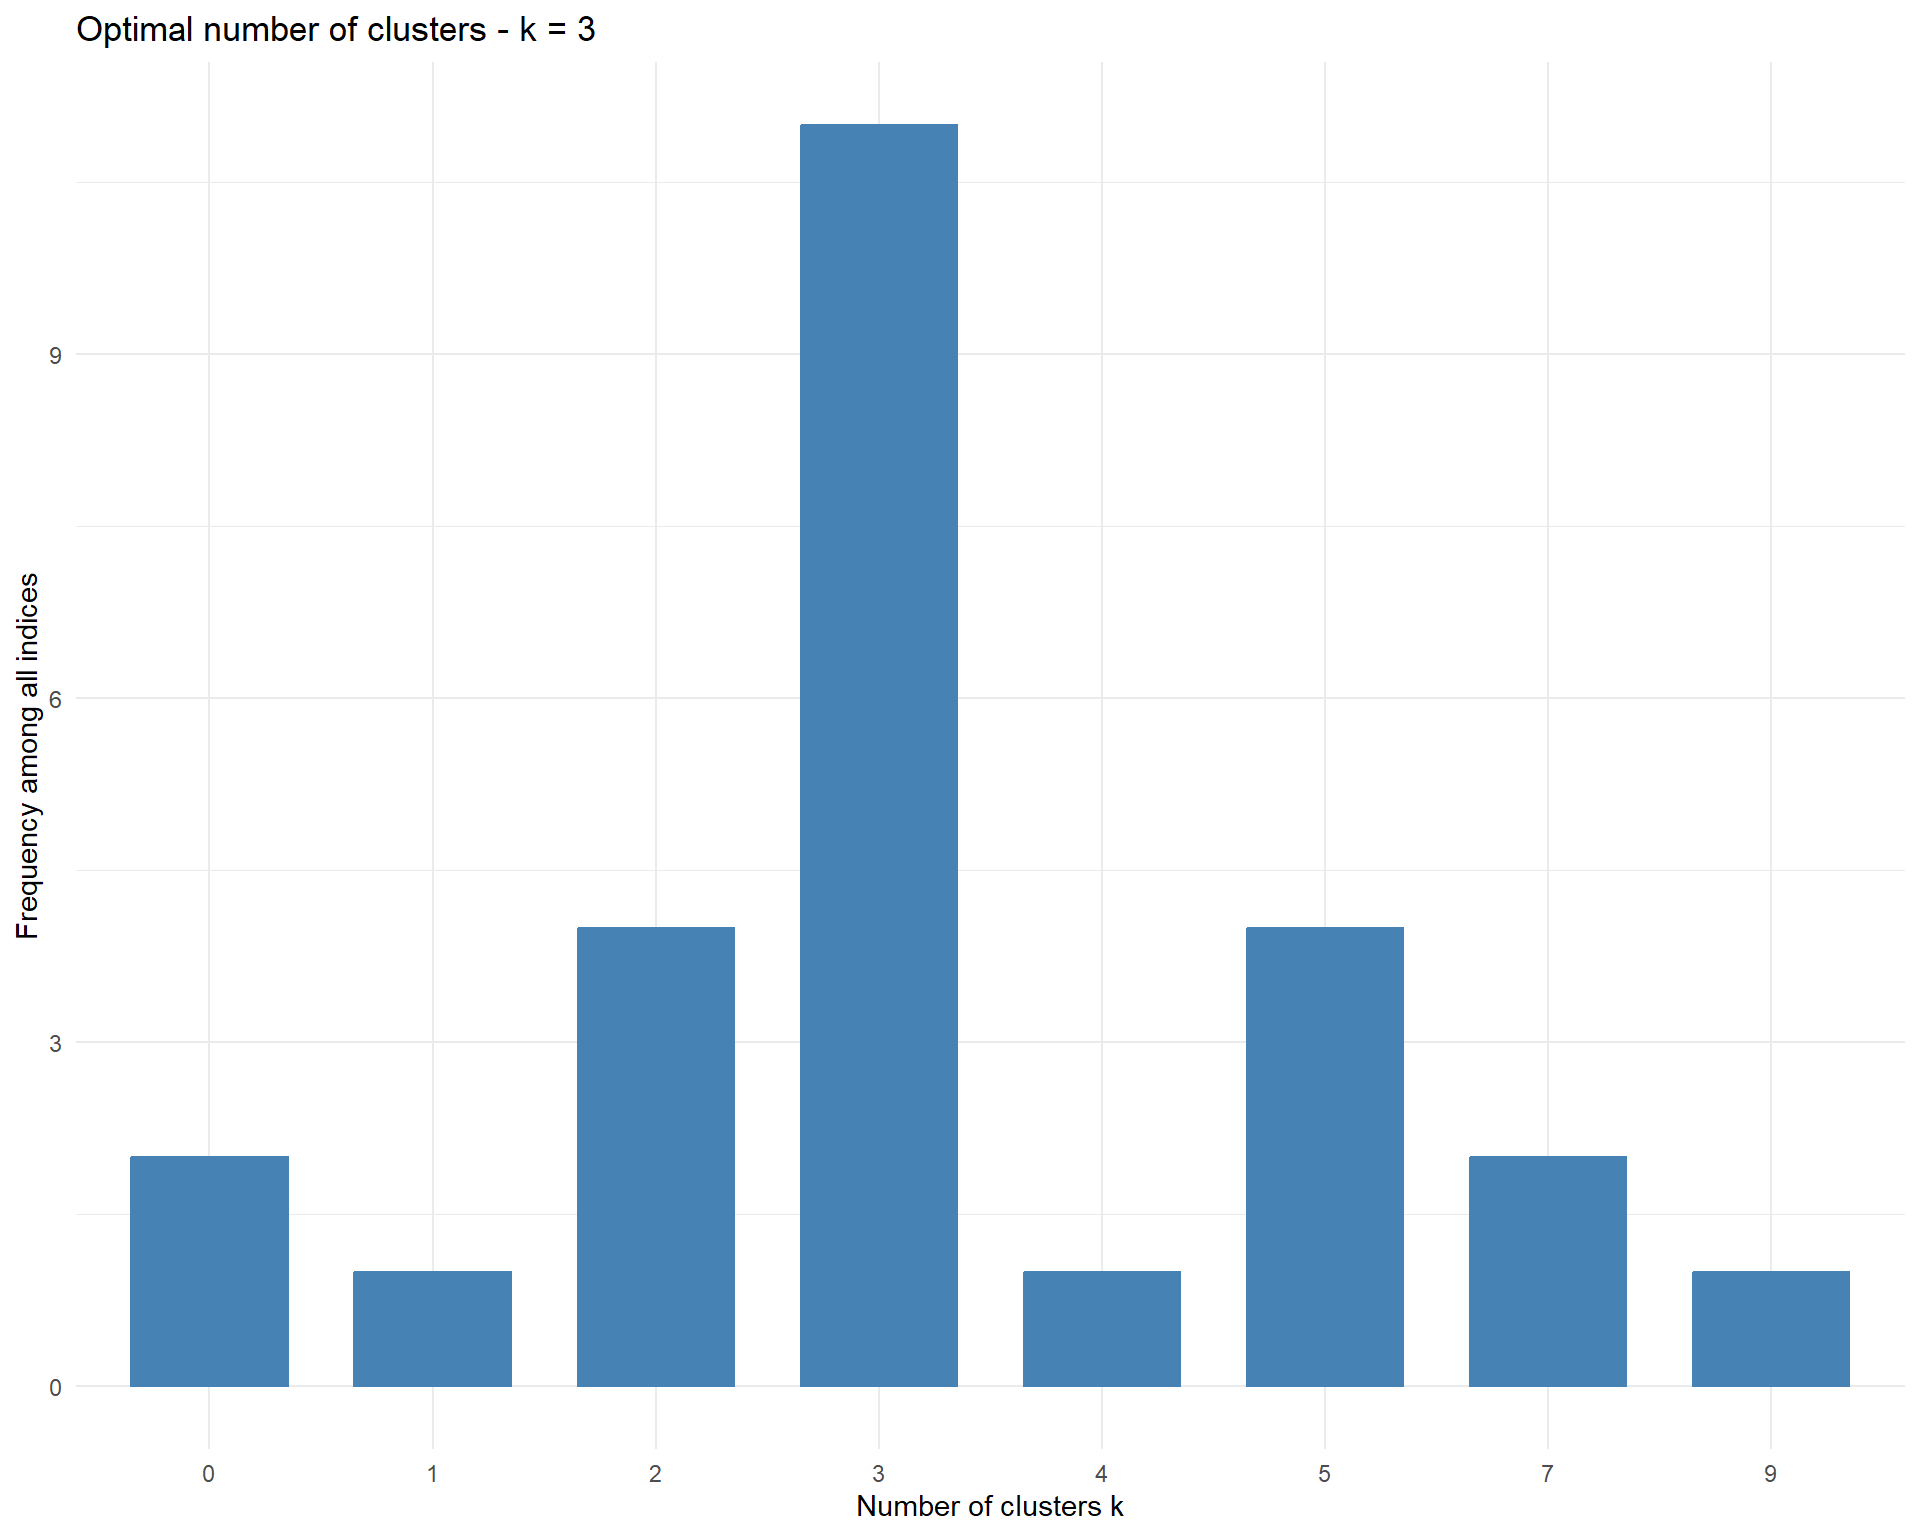 Optimal number of clusters - k = 3
Frequency among all indices
9
6
3
0
0 1 2 3 4 5 7 9
Number of clusters k